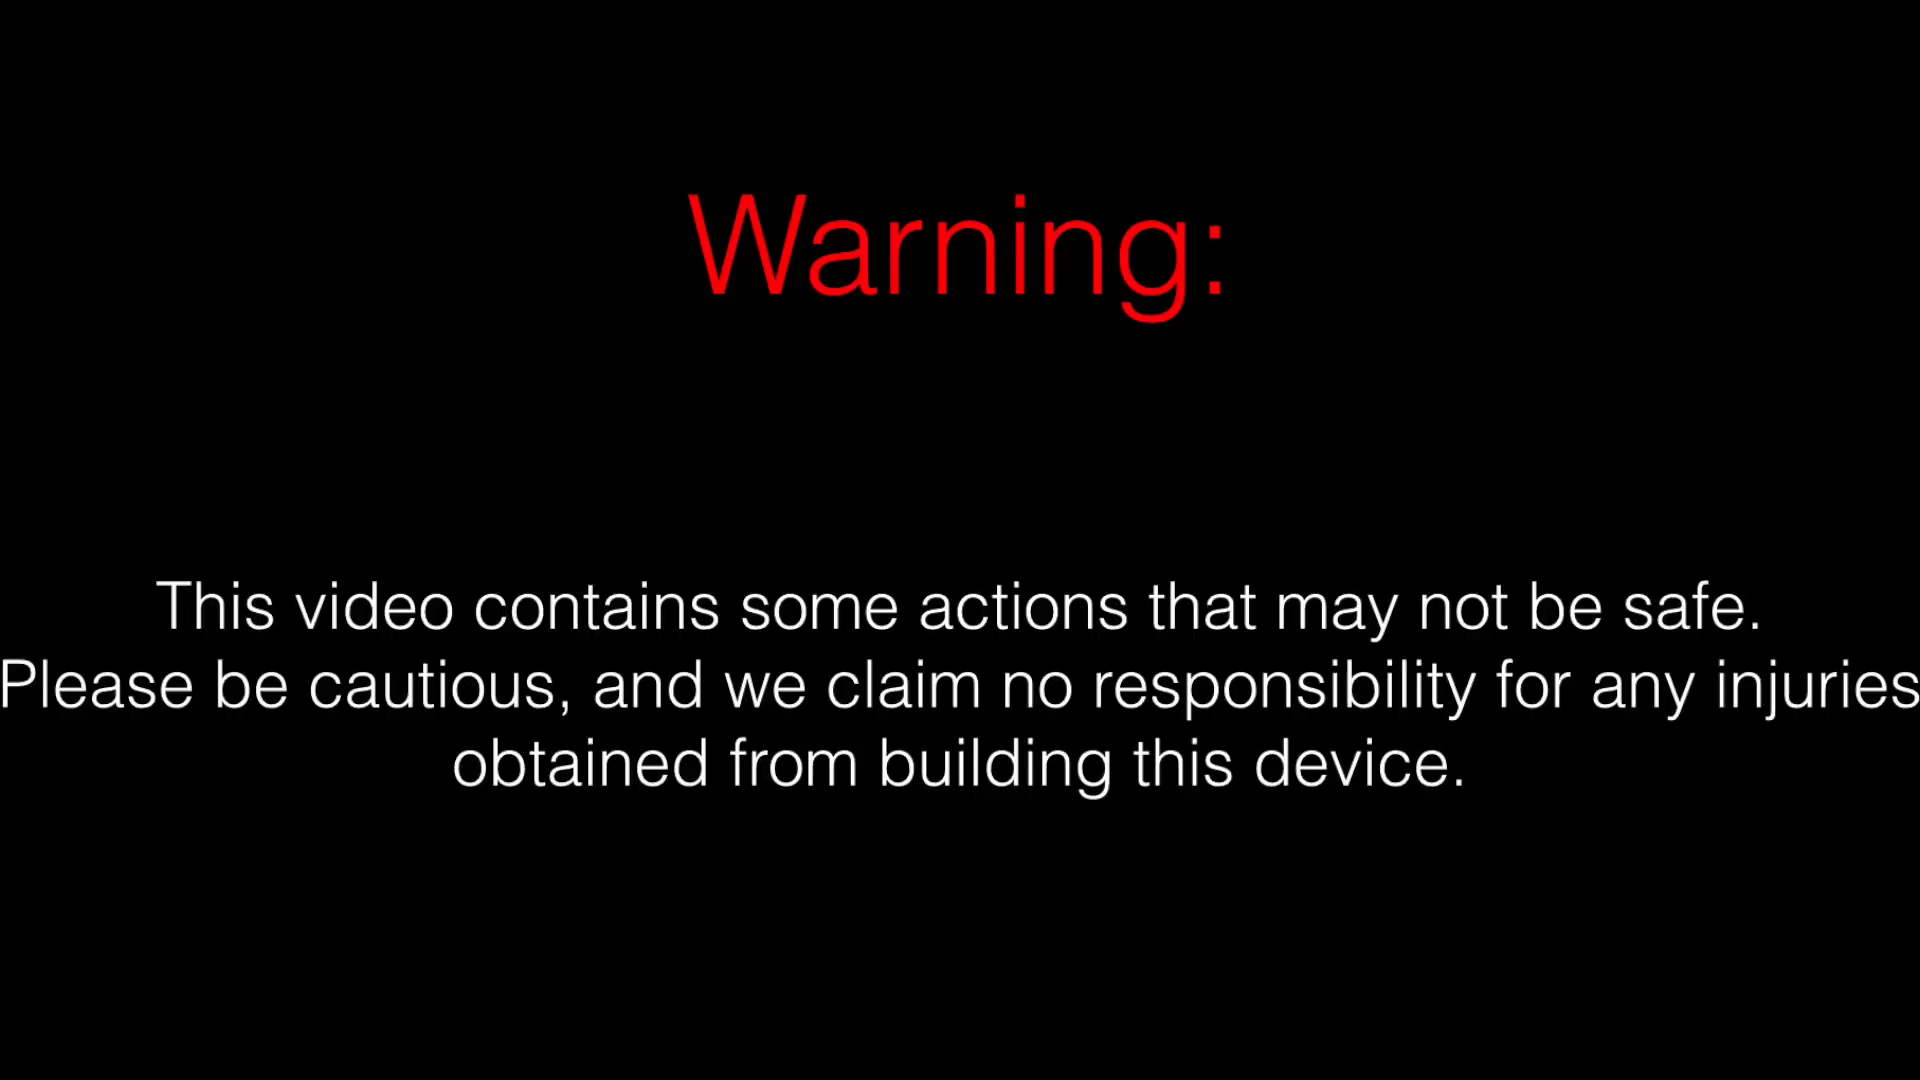 Warning:
This video contains some actions that may not be safe.
Please be cautious, and we claim no responsibility for any injuries
obtained from building this device.